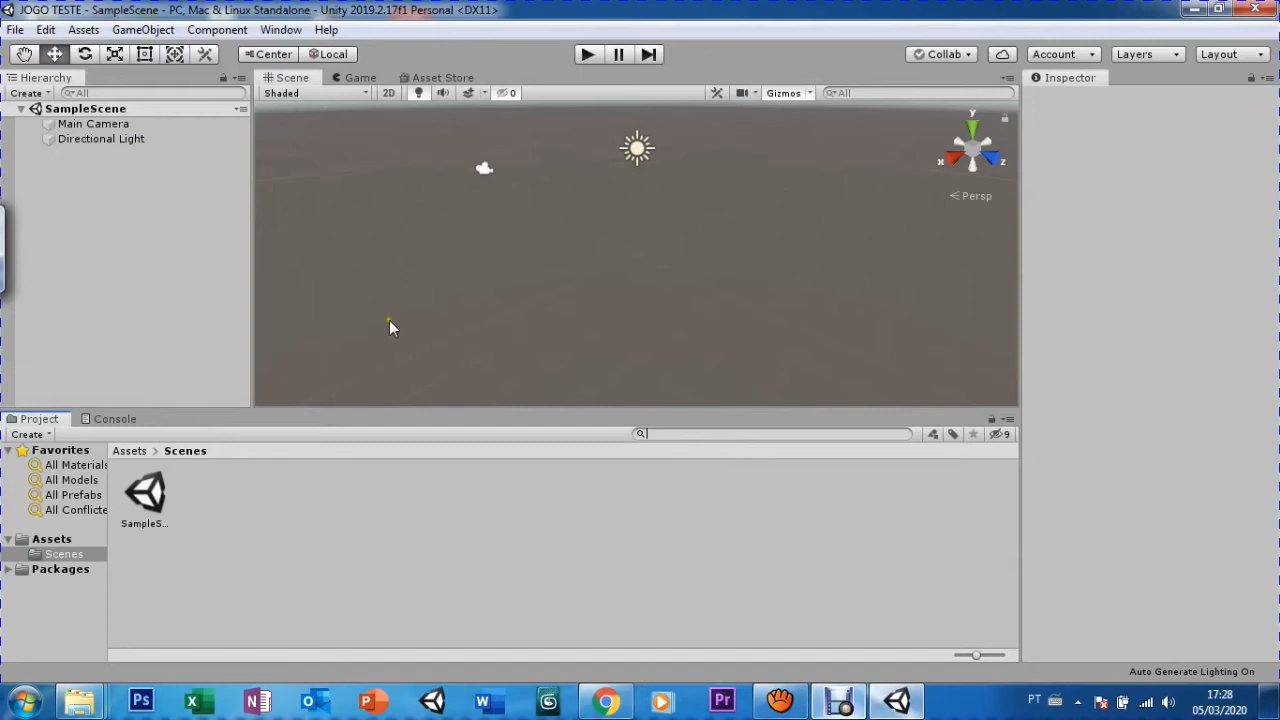 JOGO TESTE - SampleScene - PC, Mac & Linux Standalone - Unity 2019.2.17f1 Personal <DX11>
File Edit Assets GameObject Component Window Help
Center Local Collab Account Layers Layout
Hierarchy Scene Game Asset Store Inspector
Create All Shaded 2D 0 Gizmos All
SampleScene
Main Camera
Directional Light
y
x z
Persp
Project Console
Create 9
Favorites
All Materials
All Models
All Prefabs
All Conflicte
Assets
Scenes
Packages
Assets > Scenes
SampleS...
Auto Generate Lighting On
Ps X N O P W Pr PT
17:28
05/03/2020